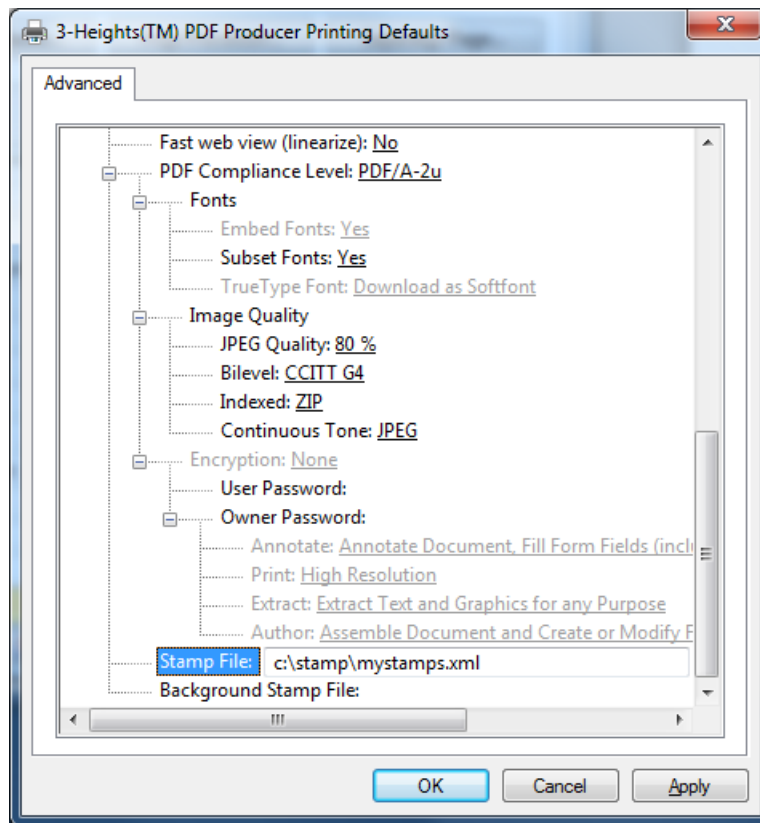 3-Heights(TM) PDF Producer Printing Defaults
Advanced
Fast web view (linearize): No
PDF Compliance Level: PDF/A-2u
Fonts
Embed Fonts: Yes
Subset Fonts: Yes
TrueType Font: Download as Softfont
Image Quality
JPEG Quality: 80 %
Bilevel: CCITT G4
Indexed: ZIP
Continuous Tone: JPEG
Encryption: None
User Password:
Owner Password:
Annotate: Annotate Document, Fill Form Fields (incl
Print: High Resolution
Extract: Extract Text and Graphics for any Purpose
Author: Assemble Document and Create or Modify F
Stamp File: c:\stamp\mystamps.xml
Background Stamp File:
OK Cancel Apply